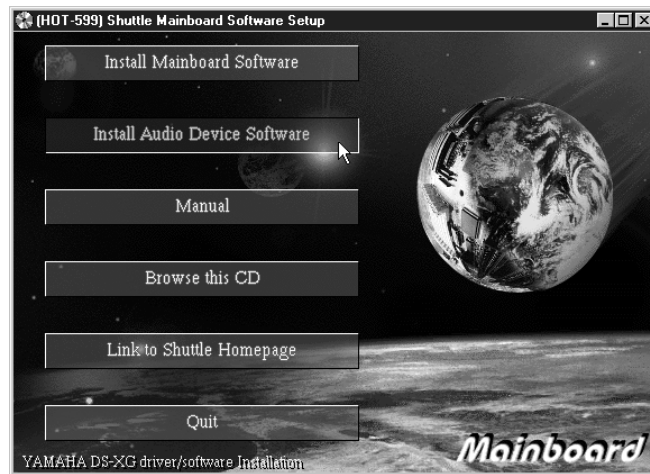 (HOT-599) Shuttle Mainboard Software Setup
Install Mainboard Software
Install Audio Device Software
Manual
Browse this CD
Link to Shuttle Homepage
Quit
YAMAHA DS-XG driver/software Installation
Mainboard